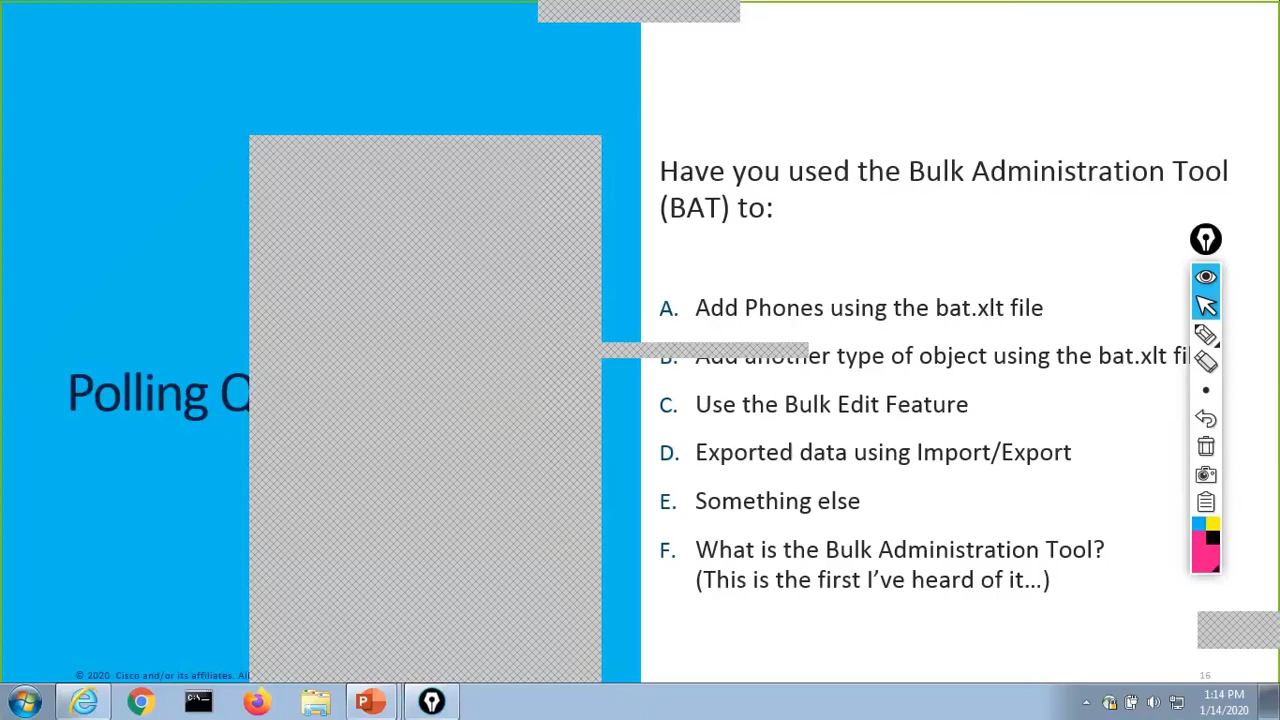 Have you used the Bulk Administration Tool
(BAT) to:
A. Add Phones using the bat.xlt file
B. Add another type of object using the bat.xlt
C. Use the Bulk Edit Feature
Polling
D. Exported data using Import/Export
E. Something else
F. What is the Bulk Administration Tool?
(This is the first I’ve heard of it…)
© 2020 Cisco and/or its affiliates.
16
1:14 PM
1/14/2020